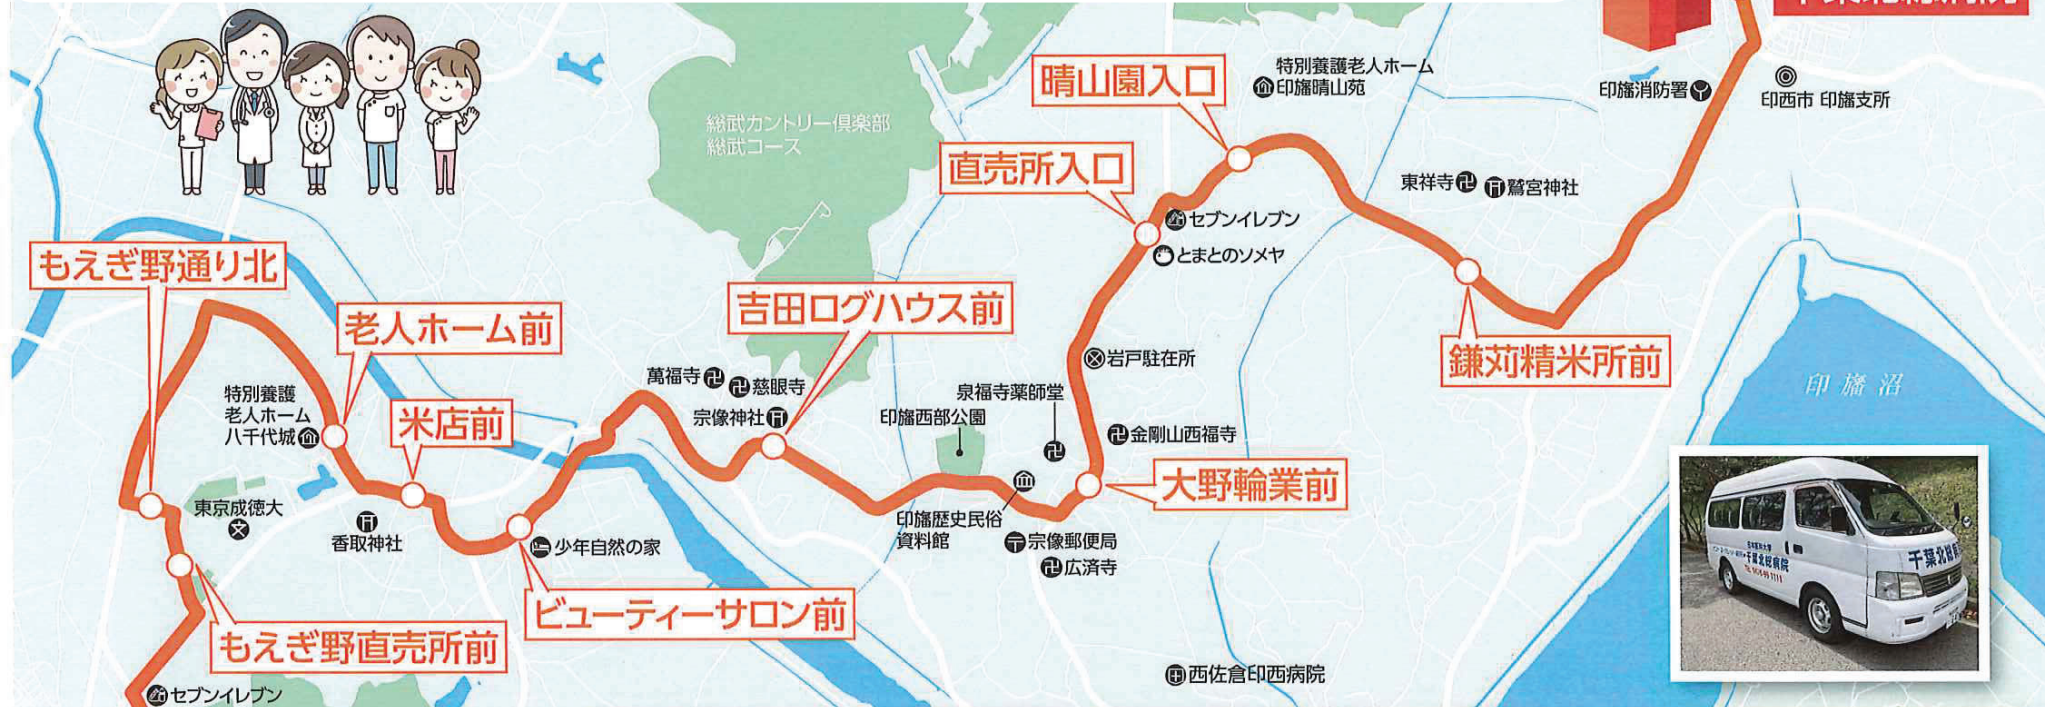 晴山園入口
特別養護老人ホーム
印旛晴山苑
印旛消防署
印西市 印旛支所
総武カントリー倶楽部
総武コース
直売所入口
セブンイレブン
とまとのソメヤ
東祥寺
鷲宮神社
もえぎ野通り北
老人ホーム前
吉田ログハウス前
鎌苅精米所前
岩戸駐在所
印旛沼
特別養護
老人ホーム
八千代城
米店前
萬福寺
慈眼寺
宗像神社
印旛西部公園
泉福寺薬師堂
金剛山西福寺
大野輪業前
東京成徳大
文
香取神社
少年自然の家
印旛歴史民俗
資料館
宗像郵便局
広済寺
ビューティーサロン前
もえぎ野直売所前
セブンイレブン
西佐倉印西病院
日本医科大学
千葉北総病院
千葉北総